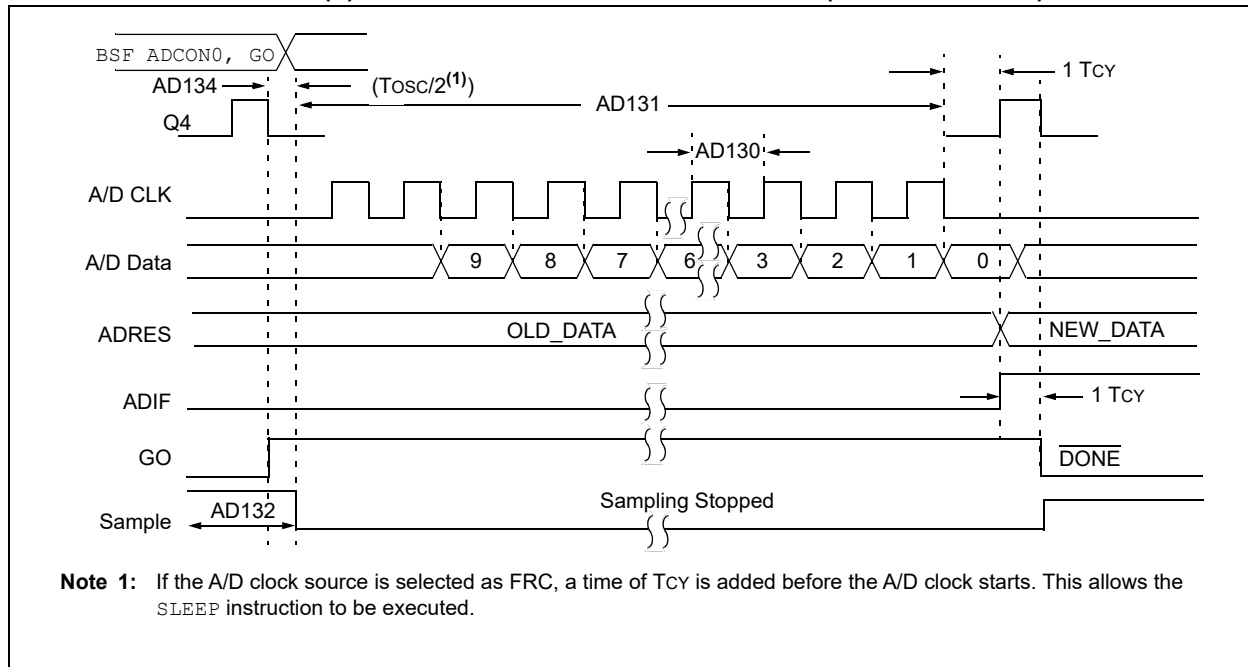 BSF ADCON0, GO
AD134
(TOSC/2(1))
1 TCY
AD131
Q4
AD130
A/D CLK
A/D Data
9 8 7 6 3 2 1 0
ADRES
OLD_DATA
NEW_DATA
ADIF
1 TCY
GO
DONE
Sample
AD132
Sampling Stopped
Note 1: If the A/D clock source is selected as FRC, a time of TCY is added before the A/D clock starts. This allows the
SLEEP instruction to be executed.